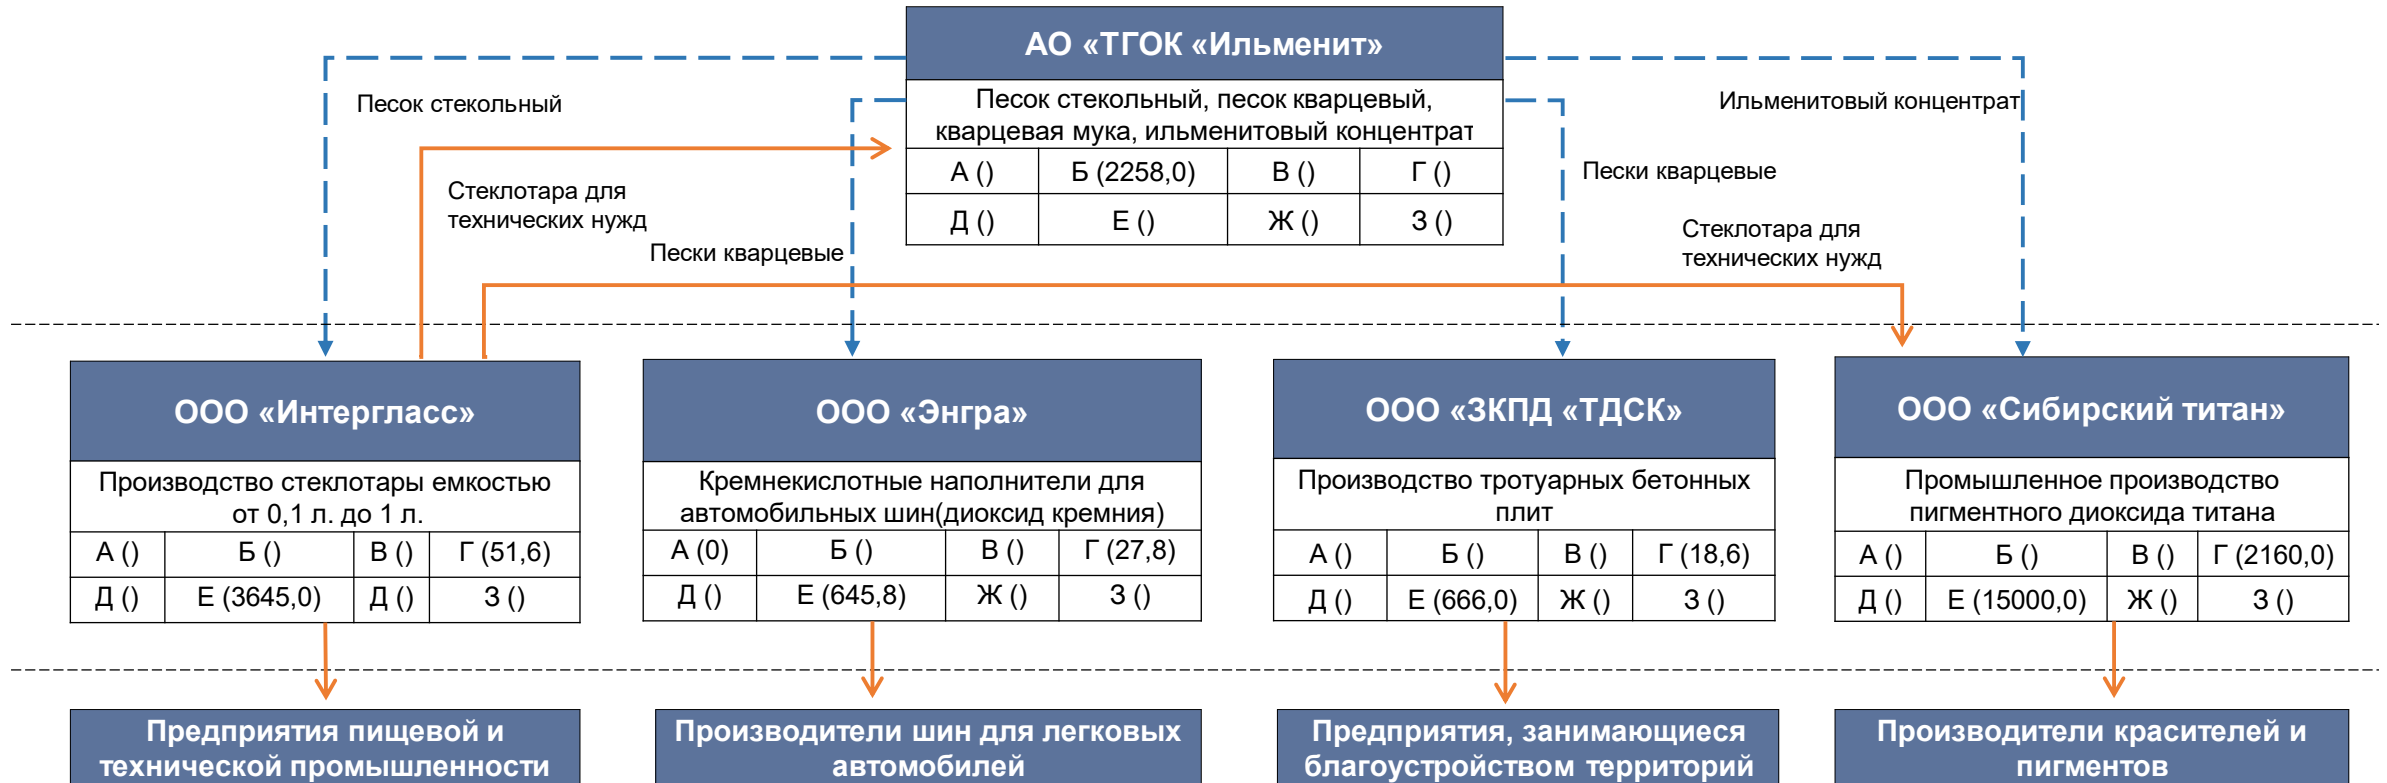 АО «ТГОК «Ильменит»
Песок стекольный, песок кварцевый,
кварцевая мука, ильменитовый концентрат
А () Б (2258,0) В () Г ()
Д () Е () Ж () З ()
Песок стекольный
Ильменитовый концентрат
Стеклотара для
технических нужд
Пески кварцевые
Пески кварцевые
Стеклотара для
технических нужд
ООО «Интергласс»
Производство стеклотары емкостью
от 0,1 л. до 1 л.
А () Б () В () Г (51,6)
Д () Е (3645,0) Д () З ()
ООО «Энгра»
Кремнекислотные наполнители для
автомобильных шин(диоксид кремния)
А (0) Б () В () Г (27,8)
Д () Е (645,8) Ж () З ()
ООО «ЗКПД «ТДСК»
Производство тротуарных бетонных
плит
А () Б () В () Г (18,6)
Д () Е (666,0) Ж () З ()
ООО «Сибирский титан»
Промышленное производство
пигментного диоксида титана
А () Б () В () Г (2160,0)
Д () Е (15000,0) Ж () З ()
Предприятия пищевой и
технической промышленности
Производители шин для легковых
автомобилей
Предприятия, занимающиеся
благоустройством территорий
Производители красителей и
пигментов